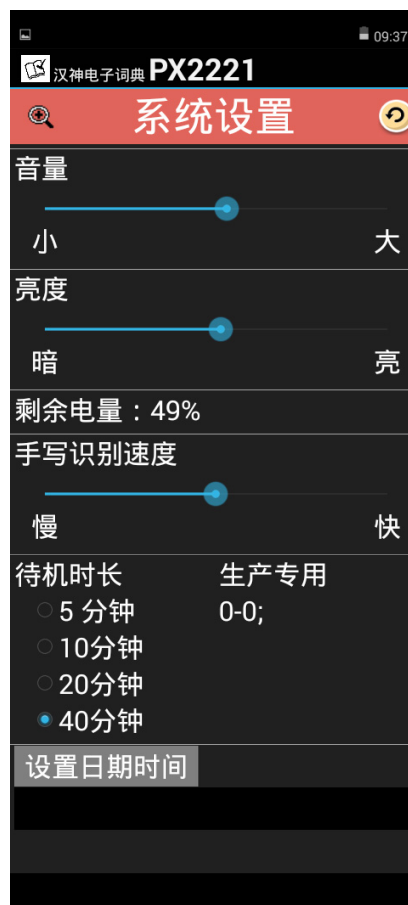 09:37
汉神电子词典 PX2221
系统设置
音量
小 大
亮度
暗 亮
剩余电量：49%
手写识别速度
慢 快
待机时长 生产专用
5 分钟 0-0;
10分钟
20分钟
40分钟
设置日期时间